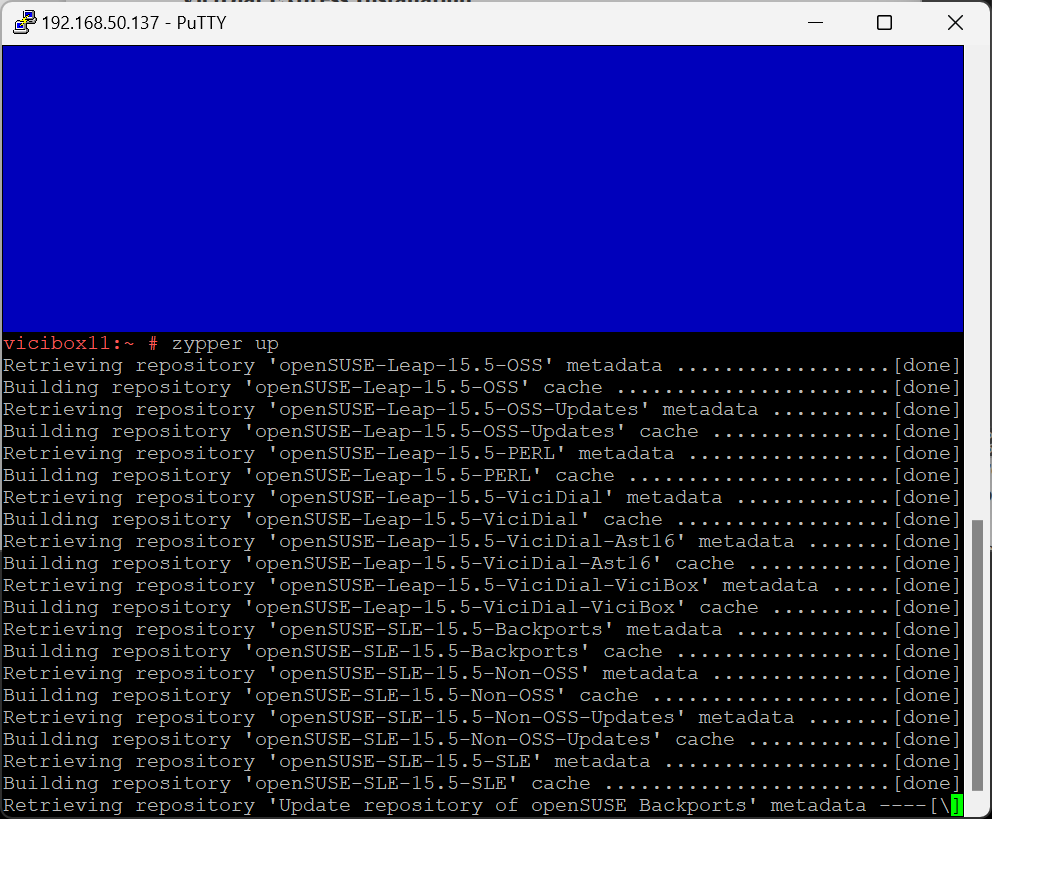 192.168.50.137 - PuTTY
vicibox11:~ # zypper up
Retrieving repository 'openSUSE-Leap-15.5-OSS' metadata ..................[done]
Building repository 'openSUSE-Leap-15.5-OSS' cache .......................[done]
Retrieving repository 'openSUSE-Leap-15.5-OSS-Updates' metadata ..........[done]
Building repository 'openSUSE-Leap-15.5-OSS-Updates' cache ...............[done]
Retrieving repository 'openSUSE-Leap-15.5-PERL' metadata .................[done]
Building repository 'openSUSE-Leap-15.5-PERL' cache ......................[done]
Retrieving repository 'openSUSE-Leap-15.5-ViciDial' metadata .............[done]
Building repository 'openSUSE-Leap-15.5-ViciDial' cache ..................[done]
Retrieving repository 'openSUSE-Leap-15.5-ViciDial-Ast16' metadata .......[done]
Building repository 'openSUSE-Leap-15.5-ViciDial-Ast16' cache ............[done]
Retrieving repository 'openSUSE-Leap-15.5-ViciDial-ViciBox' metadata .....[done]
Building repository 'openSUSE-Leap-15.5-ViciDial-ViciBox' cache ..........[done]
Retrieving repository 'openSUSE-SLE-15.5-Backports' metadata .............[done]
Building repository 'openSUSE-SLE-15.5-Backports' cache ..................[done]
Retrieving repository 'openSUSE-SLE-15.5-Non-OSS' metadata ...............[done]
Building repository 'openSUSE-SLE-15.5-Non-OSS' cache ....................[done]
Retrieving repository 'openSUSE-SLE-15.5-Non-OSS-Updates' metadata .......[done]
Building repository 'openSUSE-SLE-15.5-Non-OSS-Updates' cache ............[done]
Retrieving repository 'openSUSE-SLE-15.5-SLE' metadata ...................[done]
Building repository 'openSUSE-SLE-15.5-SLE' cache ........................[done]
Retrieving repository 'Update repository of openSUSE Backports' metadata ----[\]